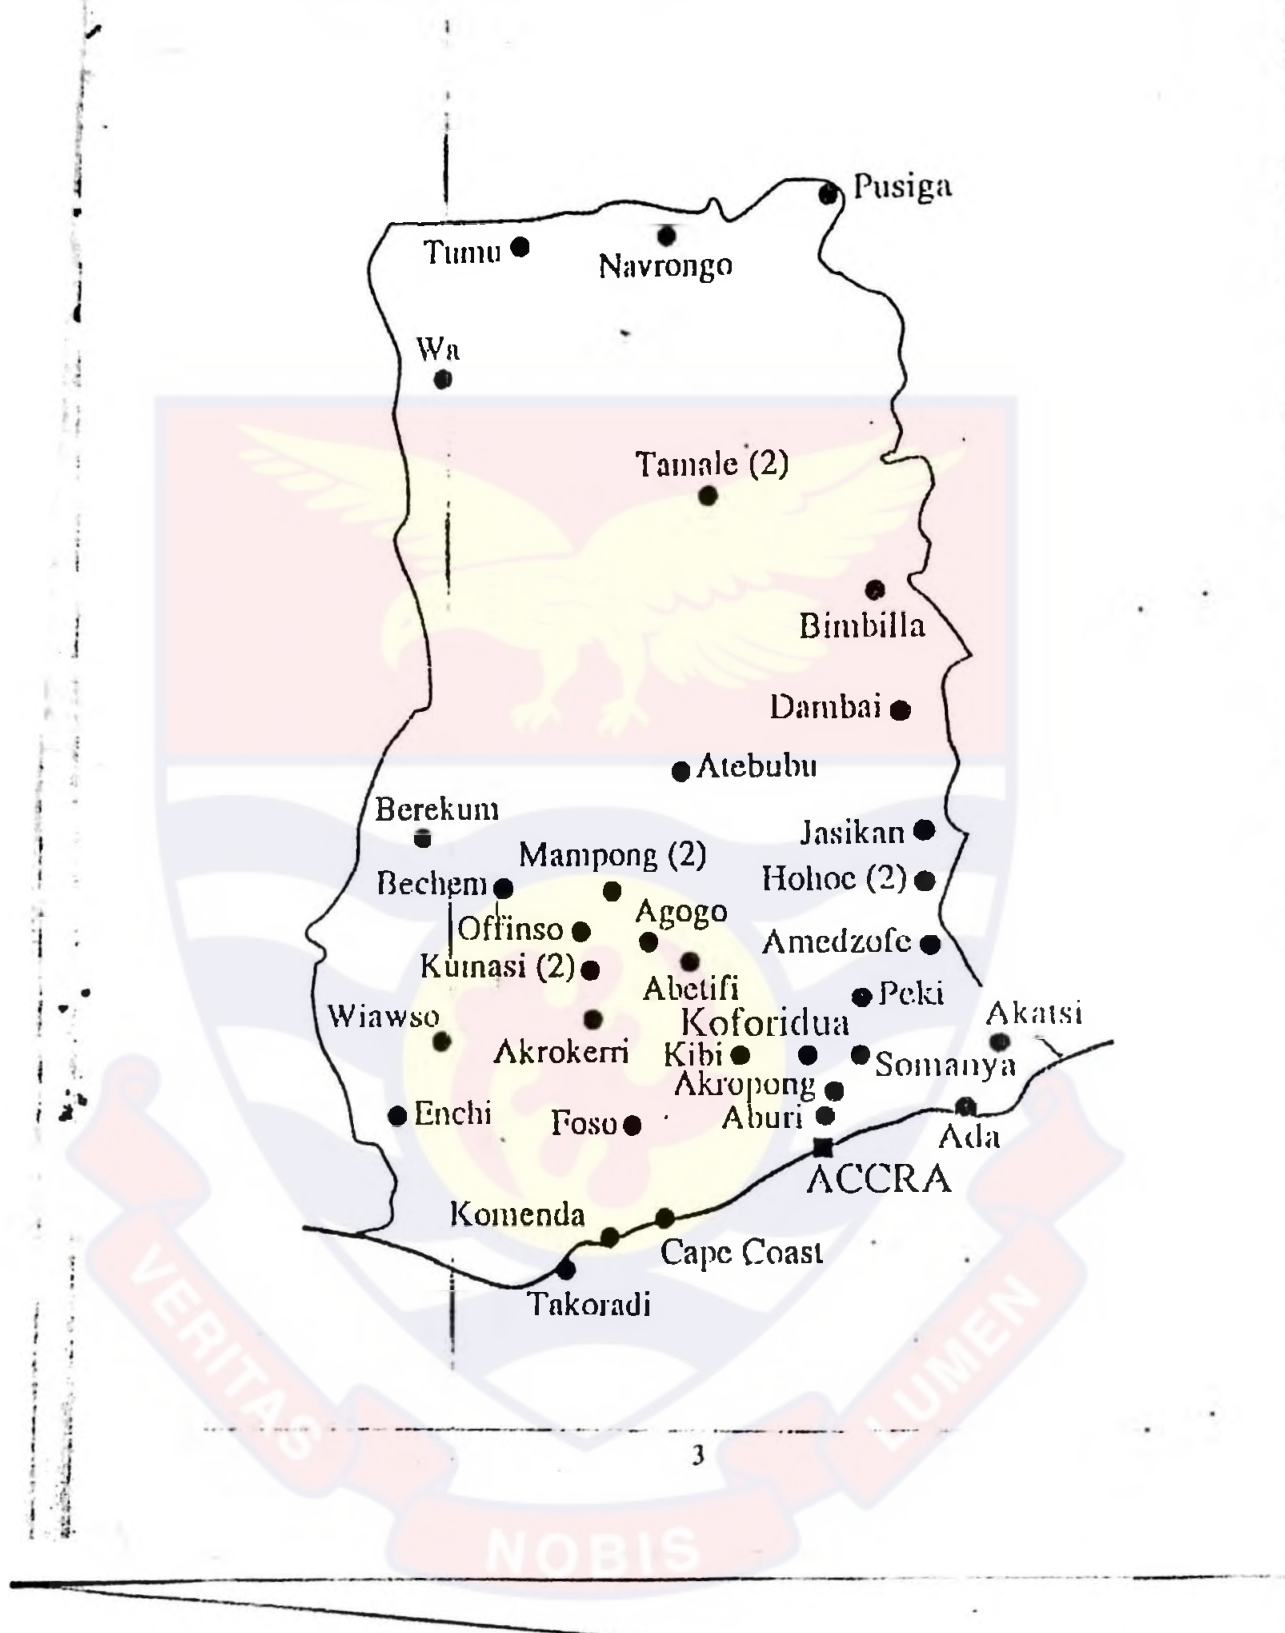 Pusiga
Tumu
Navrongo
Wa
Tamale (2)
Bimbilla
Dambai
Atebubu
Berekum
Jasikan
Mampong (2)
Bechem
Hohoe (2)
Agogo
Offinso
Amedzofe
Kumasi (2)
Abetifi
Peki
Wiawso
Koforidua
Akatsi
Akrokerri
Kibi
Somanya
Akropong
Enchi
Foso
Aburi
Ada
ACCRA
Komenda
Cape Coast
Takoradi
3
VERITAS
NOBIS
LUMEN